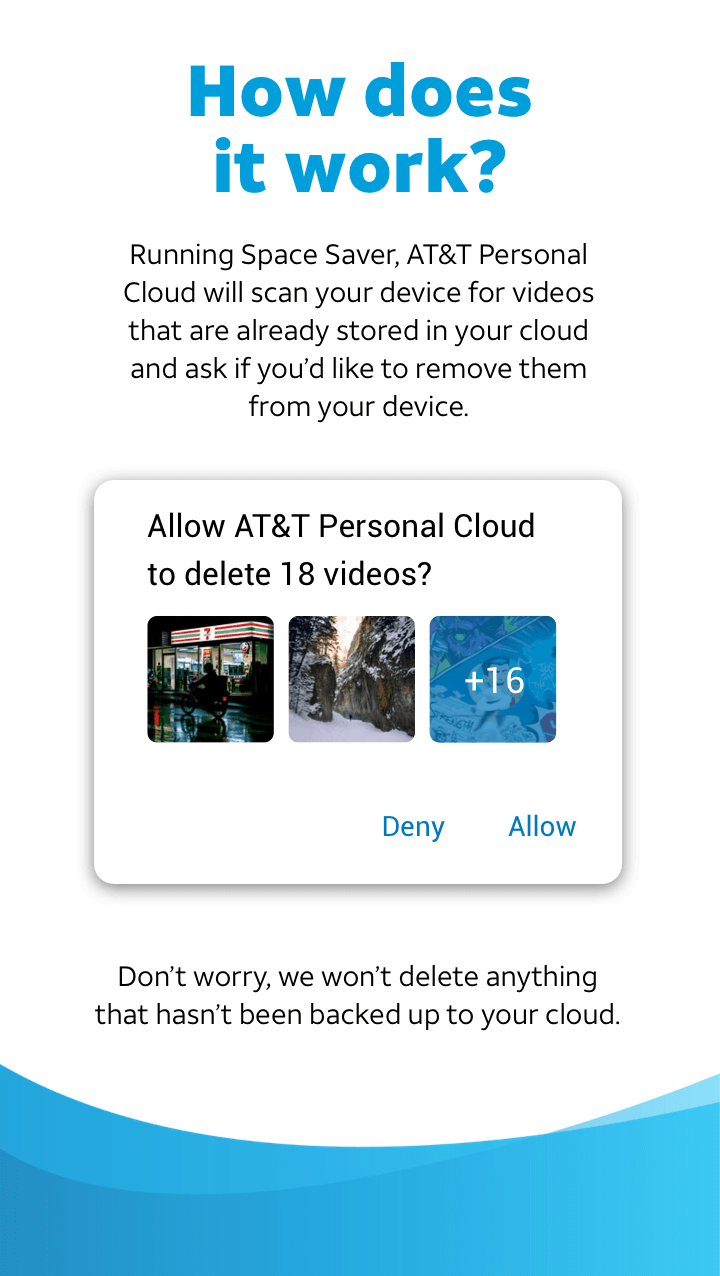 How does
it work?
Running Space Saver, AT&T Personal
Cloud will scan your device for videos
that are already stored in your cloud
and ask if you’d like to remove them
from your device.
Allow AT&T Personal Cloud
to delete 18 videos?
7
+16
STRENGTH
Deny
Allow
Don’t worry, we won’t delete anything
that hasn’t been backed up to your cloud.